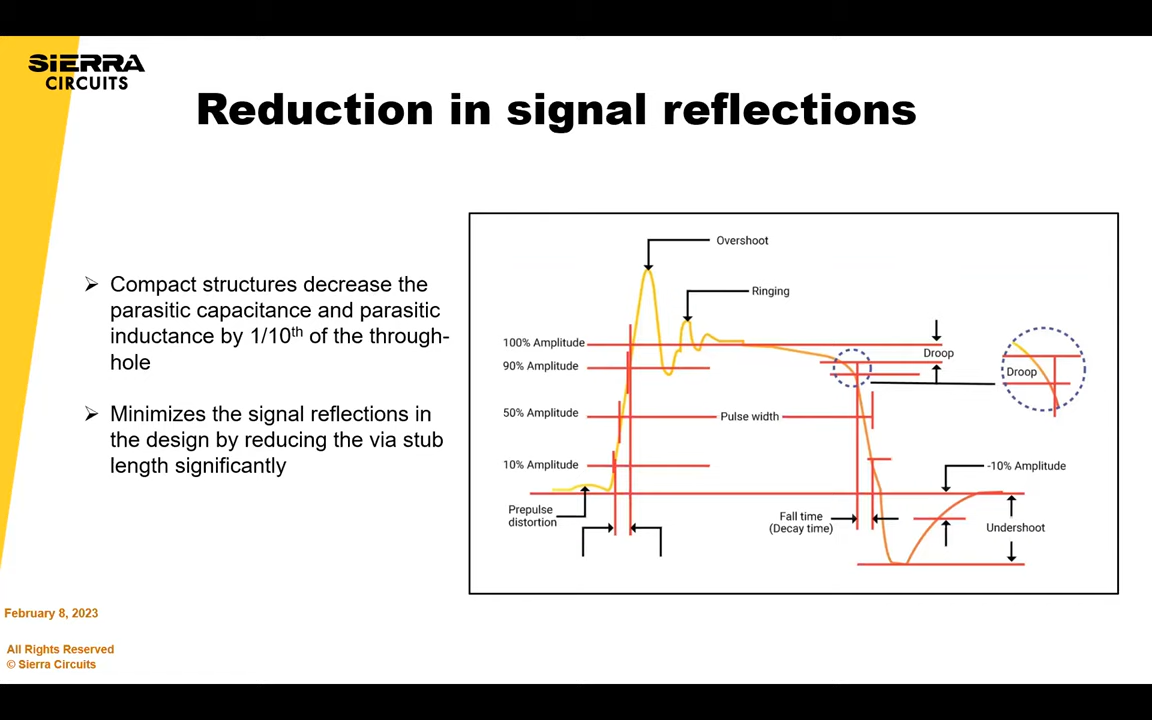 SIERRA
CIRCUITS
Reduction in signal reflections
➢ Compact structures decrease the
parasitic capacitance and parasitic
inductance by 1/10th of the through-
hole
➢ Minimizes the signal reflections in
the design by reducing the via stub
length significantly
Overshoot
Ringing
100% Amplitude
90% Amplitude
50% Amplitude
10% Amplitude
Prepulse
distortion
Pulse width
Droop
Droop
Fall time
(Decay time)
-10% Amplitude
Undershoot
February 8, 2023
All Rights Reserved
© Sierra Circuits